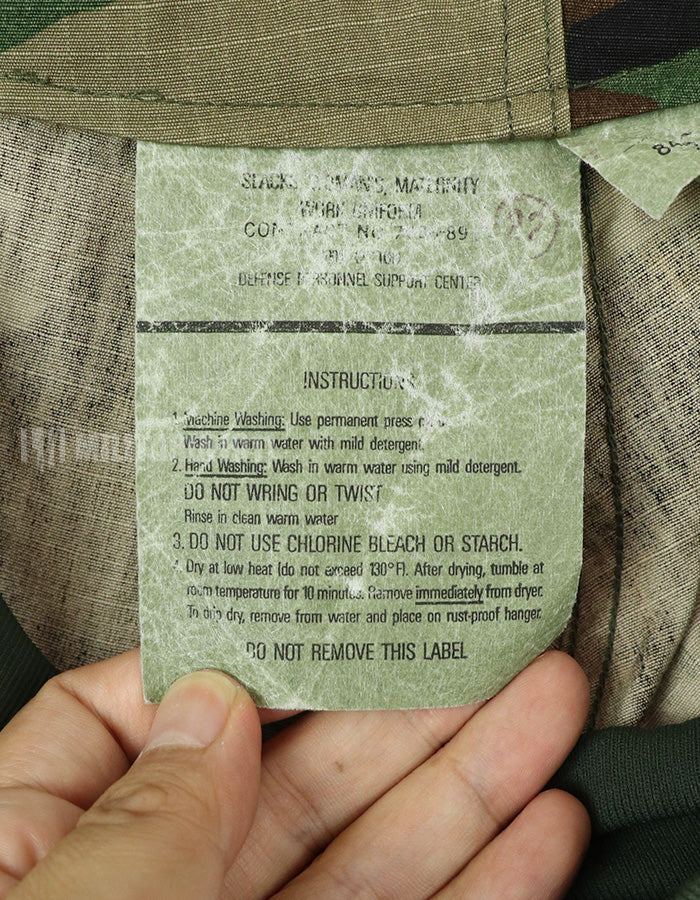 WOMAN'S, MATERNITY
WORK UNIFORM
89
DEFENSE PERSONNEL SUPPORT CENTER
INSTRUCTIONS
1. Machine Washing: Use permanent press
Wash in warm water with mild detergent.
2. Hand Washing: Wash in warm water using mild detergent.
DO NOT WRING OR TWIST
Rinse in clean warm water
3. DO NOT USE CHLORINE BLEACH OR STARCH.
4. Dry at low heat (do not exceed 130°F). After drying, tumble at
room temperature for 10 minutes. Remove immediately from dryer.
To drip dry, remove from water and place on rust-proof hanger.
DO NOT REMOVE THIS LABEL